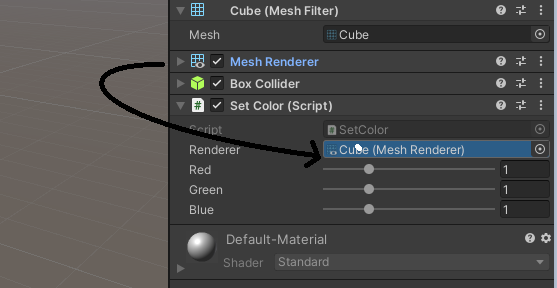 Cube (Mesh Filter)
Mesh Cube
Mesh Renderer
Box Collider
# Set Color (Script)
Script # SetColor
Renderer Cube (Mesh Renderer)
Red 1
Green 1
Blue 1
Default-Material
Shader Standard